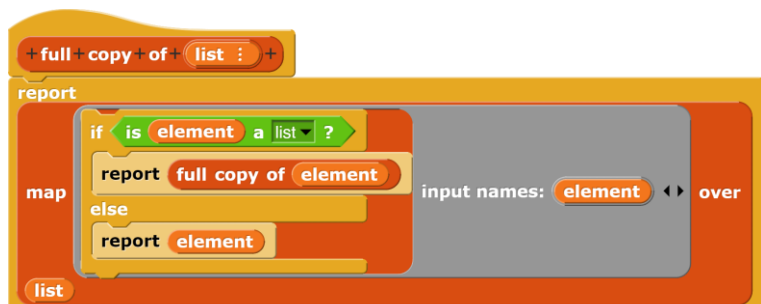 +full+copy+of+list ⋮+
report
if is element a list ?
report full copy of element
map input names: element over
else
report element
list